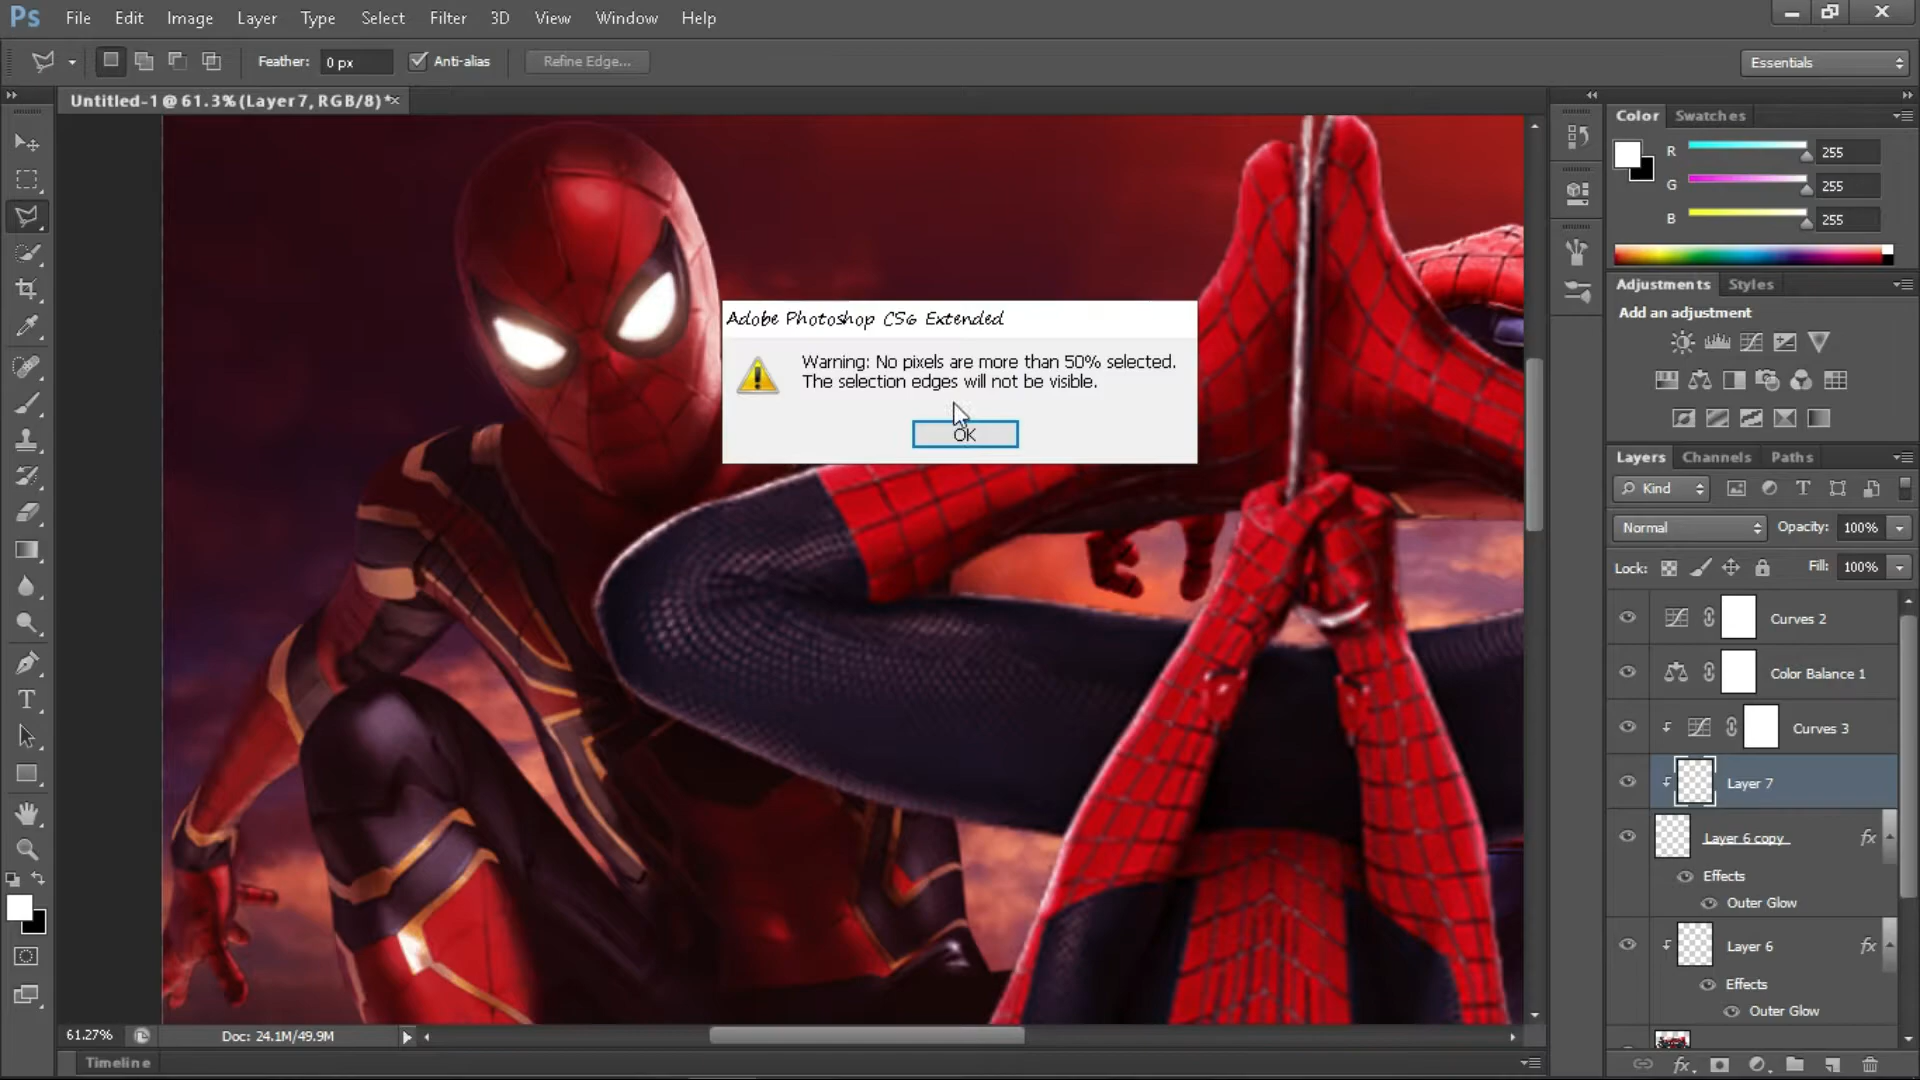 Ps File Edit Image Layer Type Select Filter 3D View Window Help
Feather: 0 px Anti-alias Refine Edge... Essentials
Untitled-1 @ 61.3% (Layer 7, RGB/8) *
Color Swatches
R 255
G 255
B 255
Adjustments Styles
Add an adjustment
Adobe Photoshop CS6 Extended
Warning: No pixels are more than 50% selected.
The selection edges will not be visible.
OK
Layers Channels Paths
Kind
Normal Opacity: 100%
Lock: Fill: 100%
Curves 2
Color Balance 1
Curves 3
Layer 7
Layer 6 copy fx
Effects
Outer Glow
Layer 6 fx
Effects
Outer Glow
61.27% Doc: 24.1M/49.9M
Timeline
fx